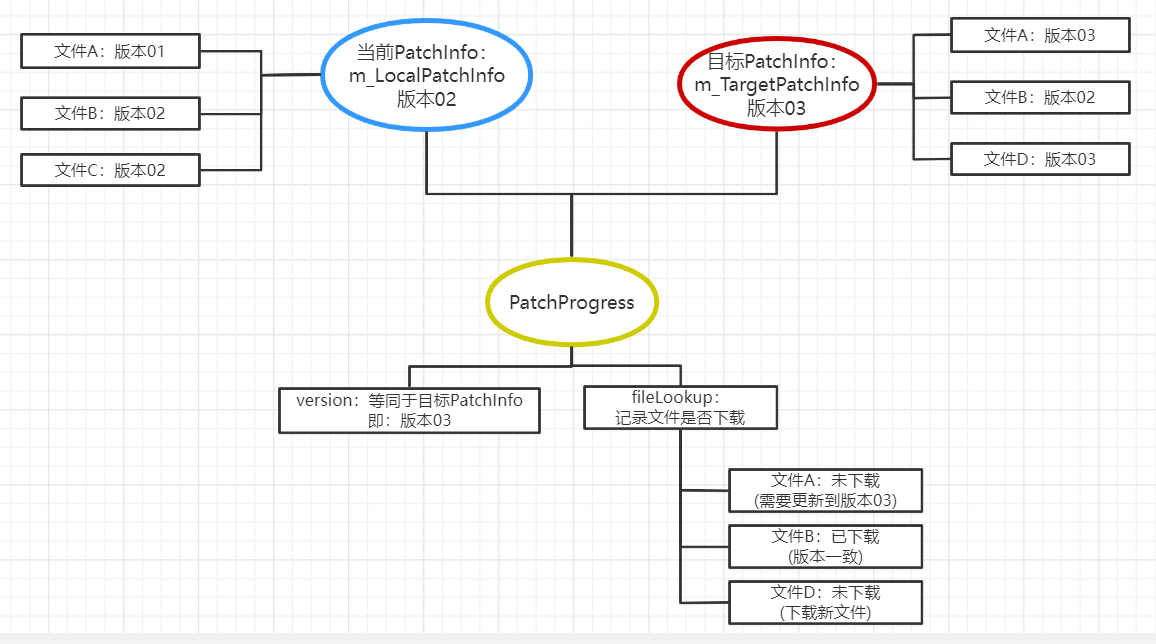 文件A：版本01
文件B：版本02
文件C：版本02
当前PatchInfo：
m_LocalPatchInfo
版本02
目标PatchInfo：
m_TargetPatchInfo
版本03
文件A：版本03
文件B：版本02
文件D：版本03
PatchProgress
version：等同于目标PatchInfo
即：版本03
fileLookup：
记录文件是否下载
文件A：未下载
(需要更新到版本03)
文件B：已下载
(版本一致)
文件D：未下载
(下载新文件)